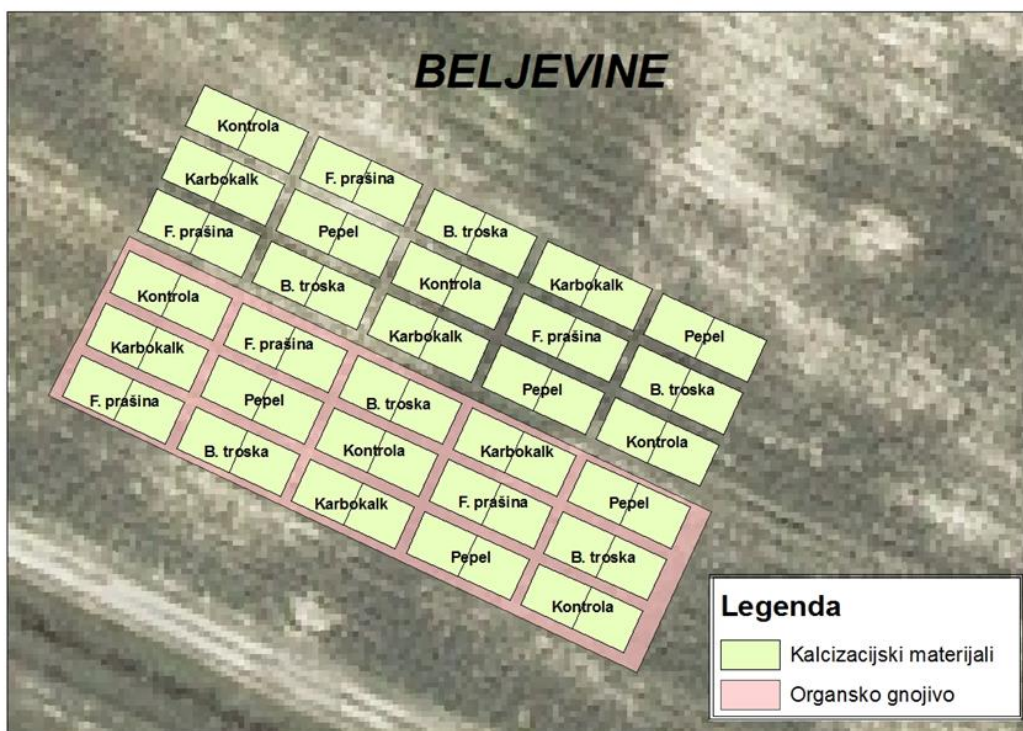 BELJEVINE
Kontrola
F. prašina
B. troska
Karbokalk
Pepel
Karbokalk
Pepel
Kontrola
F. prašina
B. troska
F. prašina
B. troska
Karbokalk
Pepel
Kontrola
Kontrola
F. prašina
B. troska
Karbokalk
Pepel
Karbokalk
Pepel
Kontrola
F. prašina
B. troska
F. prašina
B. troska
Karbokalk
Pepel
Kontrola
Legenda
Kalcizacijski materijali
Organsko gnojivo